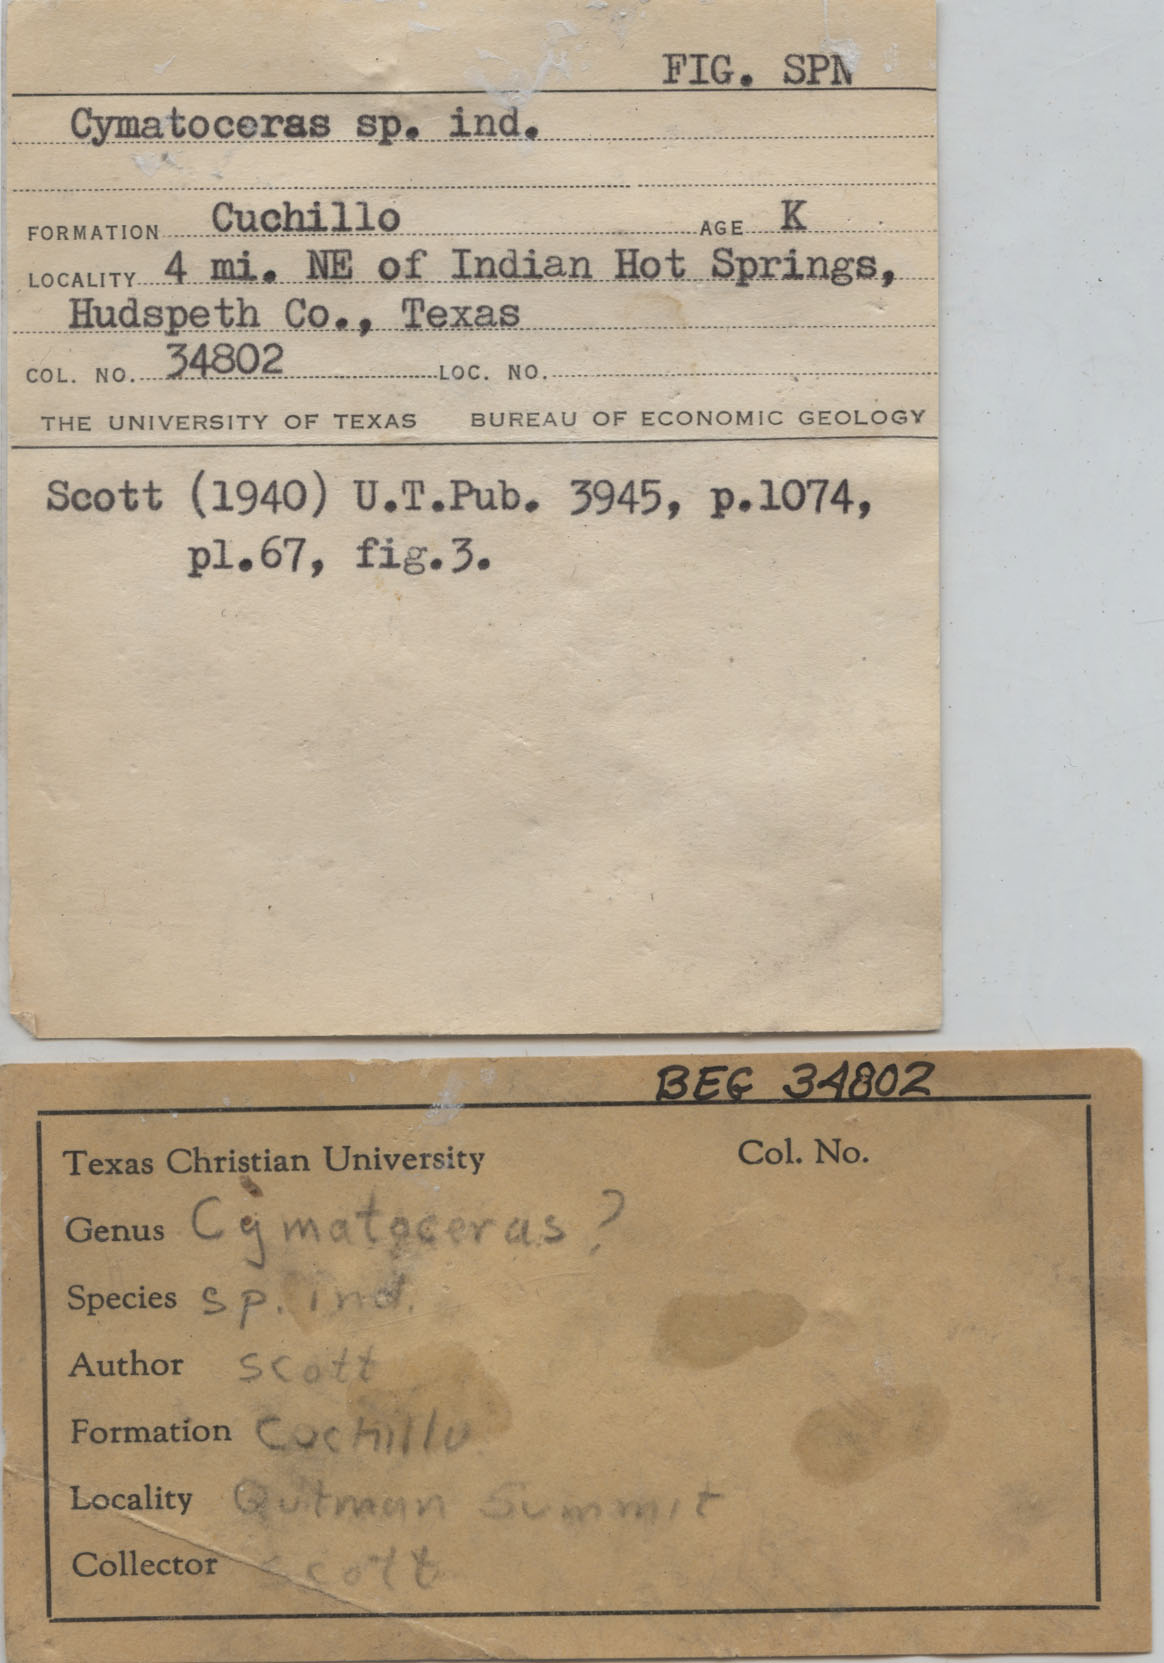 FIG. SPN
Cymatoceras sp. ind.
FORMATION Cuchillo AGE K
LOCALITY 4 mi. NE of Indian Hot Springs,
Hudspeth Co., Texas
COL. NO. 34802 LOC. NO.
THE UNIVERSITY OF TEXAS BUREAU OF ECONOMIC GEOLOGY
Scott (1940) U.T.Pub. 3945, p.1074,
pl.67, fig.3.
BEG 34802
Texas Christian University Col. No.
Genus Cymatoceras?
Species sp. ind.
Author Scott
Formation Cuchillo
Locality Qutman Summit
Collector Scott